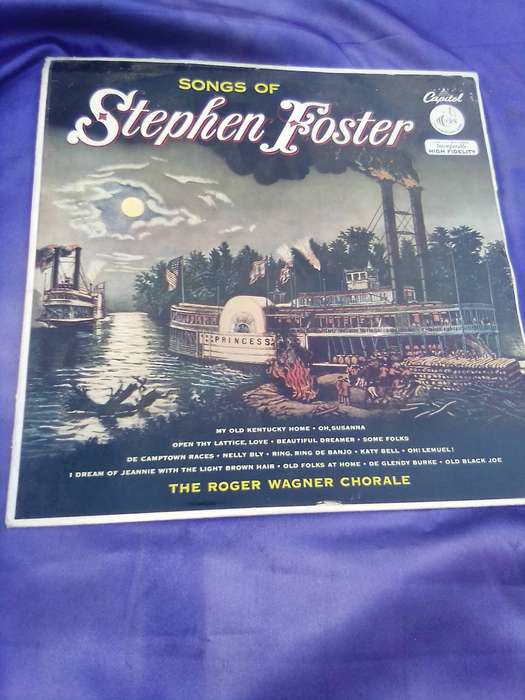 SONGS OF
Stephen Foster
Capitol
Incomparable
HIGH FIDELITY
PRINCESS
MY OLD KENTUCKY HOME • OH, SUSANNA
OPEN THY LATTICE, LOVE • BEAUTIFUL DREAMER • SOME FOLKS
DE CAMPTOWN RACES • NELLY BLY • RING, RING DE BANJO • KATY BELL • OH! LEMUEL!
I DREAM OF JEANNIE WITH THE LIGHT BROWN HAIR • OLD FOLKS AT HOME • DE GLENDY BURKE • OLD BLACK JOE
THE ROGER WAGNER CHORALE